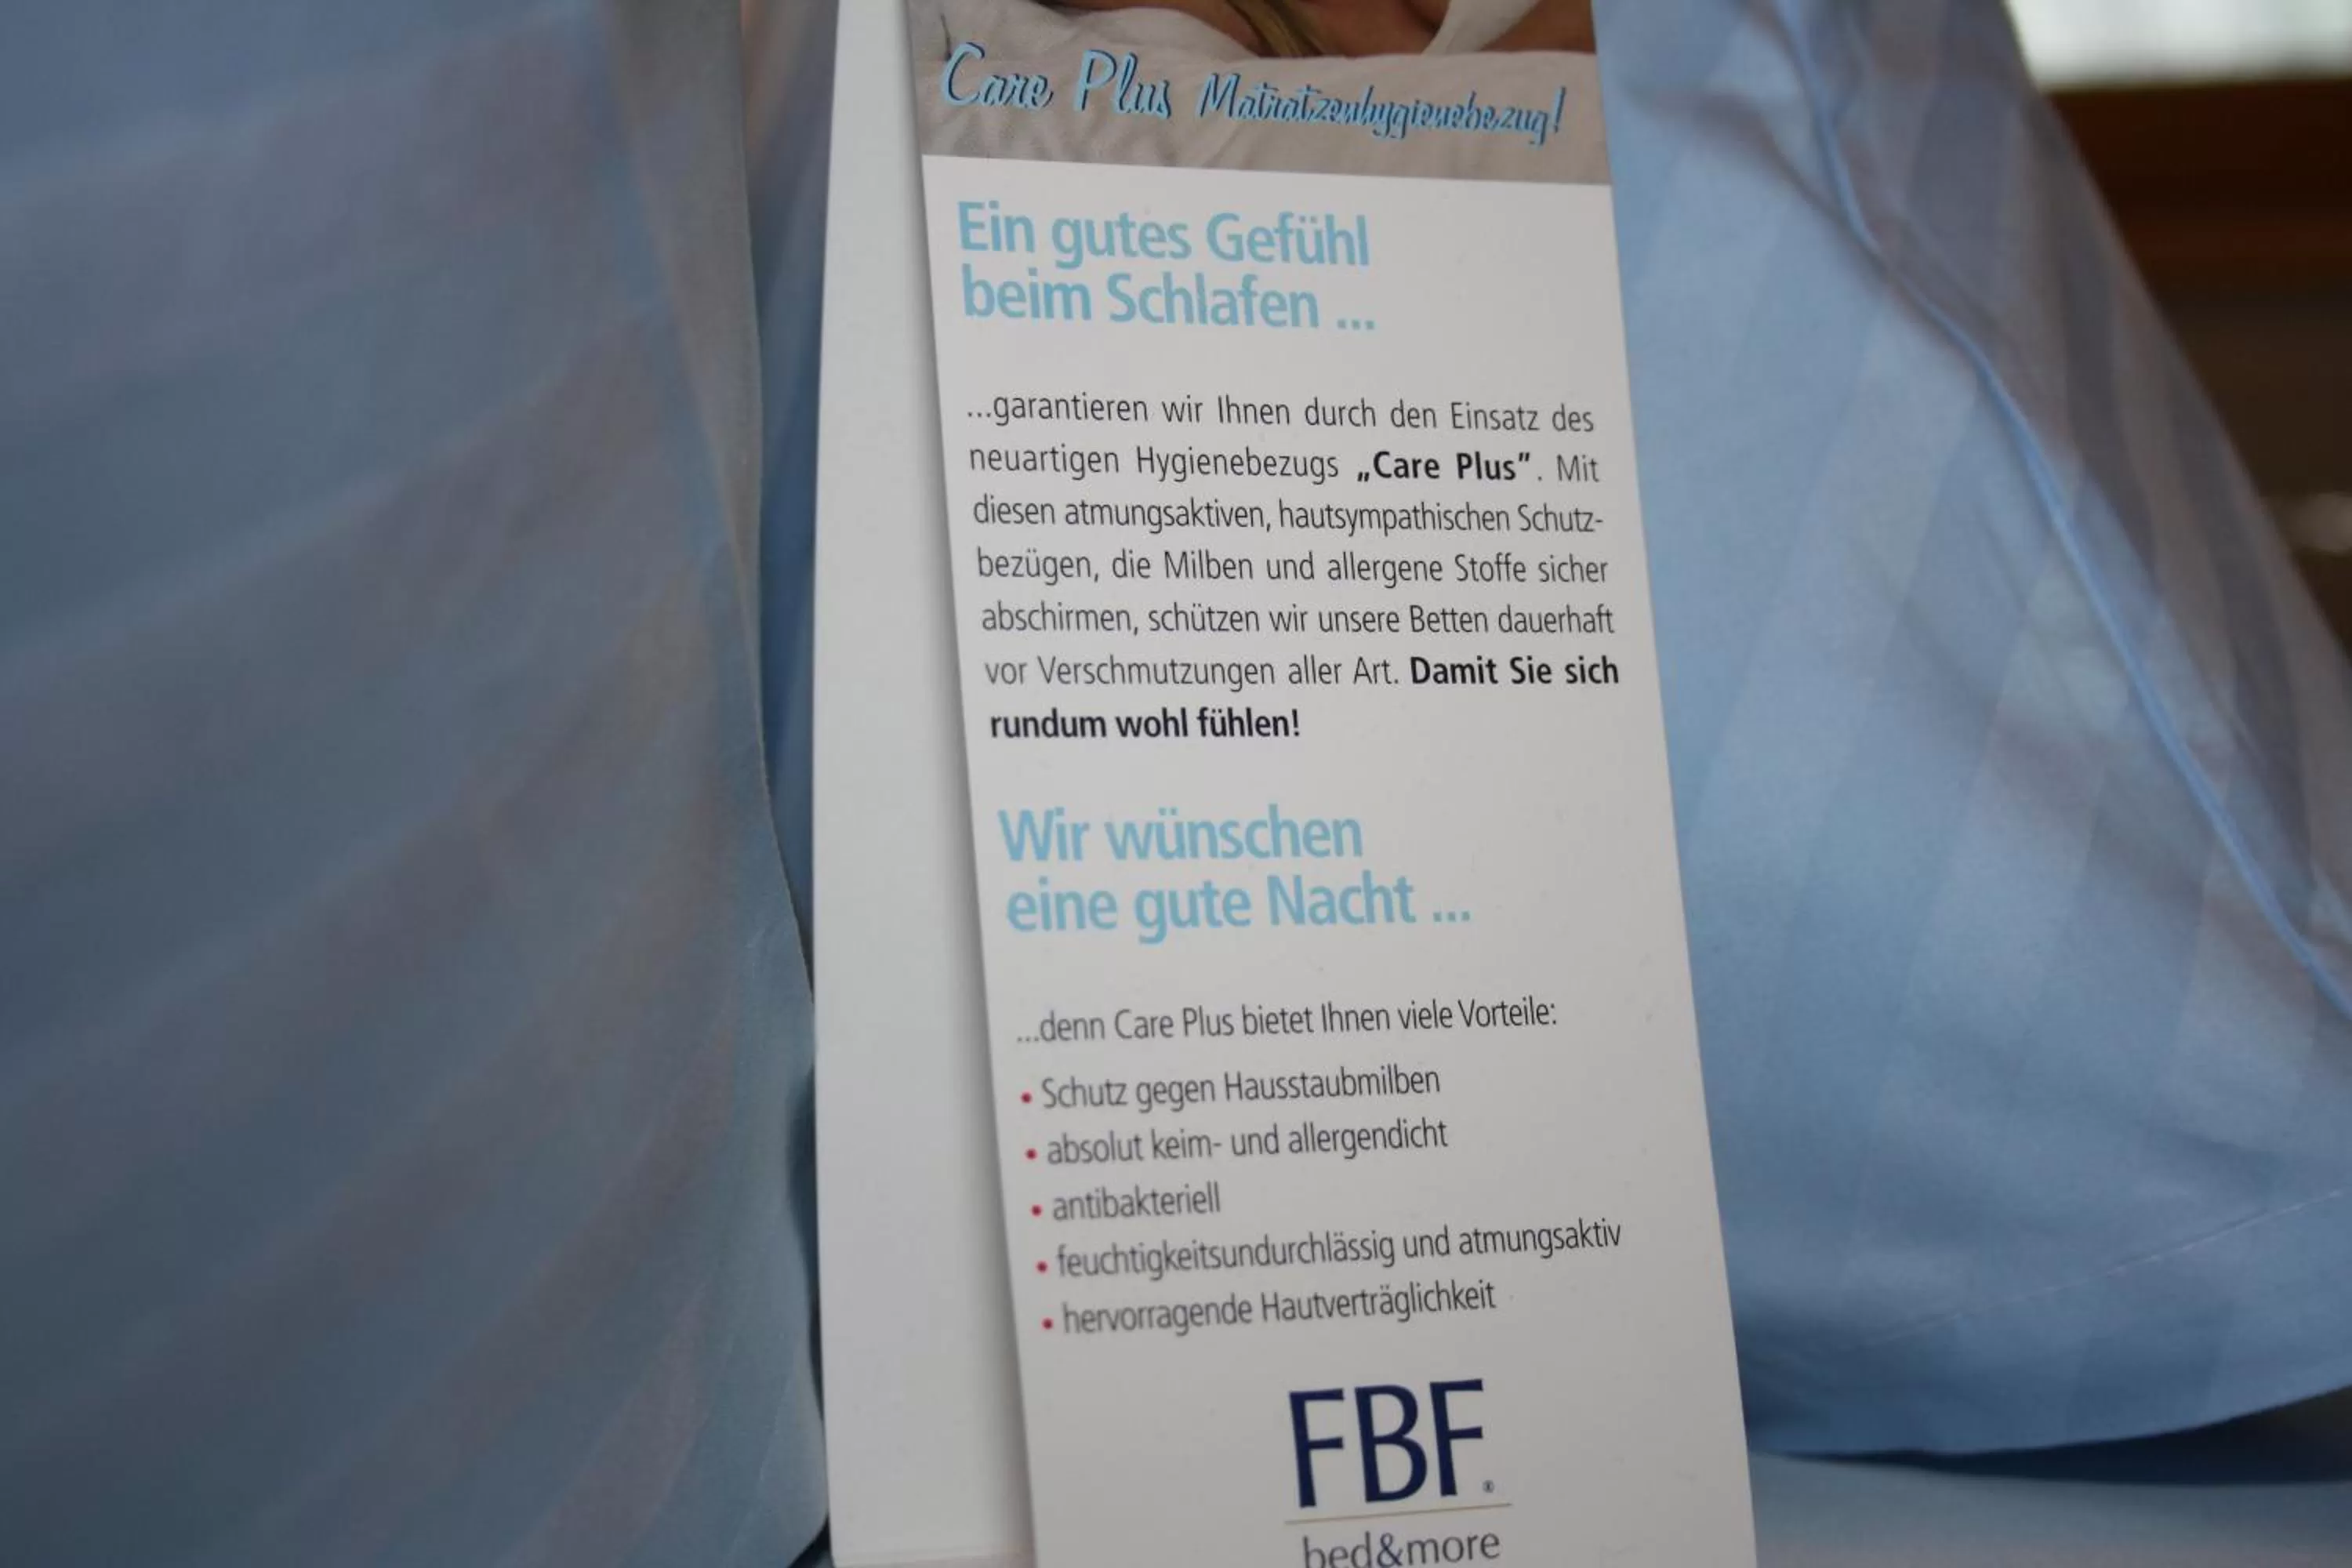 Care Plus Matratzenhygienebezug!
Ein gutes Gefühl
beim Schlafen ...
...garantieren wir Ihnen durch den Einsatz des
neuartigen Hygienebezugs „Care Plus". Mit
diesen atmungsaktiven, hautsympathischen Schutz-
bezügen, die Milben und allergene Stoffe sicher
abschirmen, schützen wir unsere Betten dauerhaft
vor Verschmutzungen aller Art. Damit Sie sich
rundum wohl fühlen!
Wir wünschen
eine gute Nacht ...
...denn Care Plus bietet Ihnen viele Vorteile:
• Schutz gegen Hausstaubmilben
• absolut keim- und allergendicht
• antibakteriell
• feuchtigkeitsundurchlässig und atmungsaktiv
• hervorragende Hautverträglichkeit
FBF®
bed&more